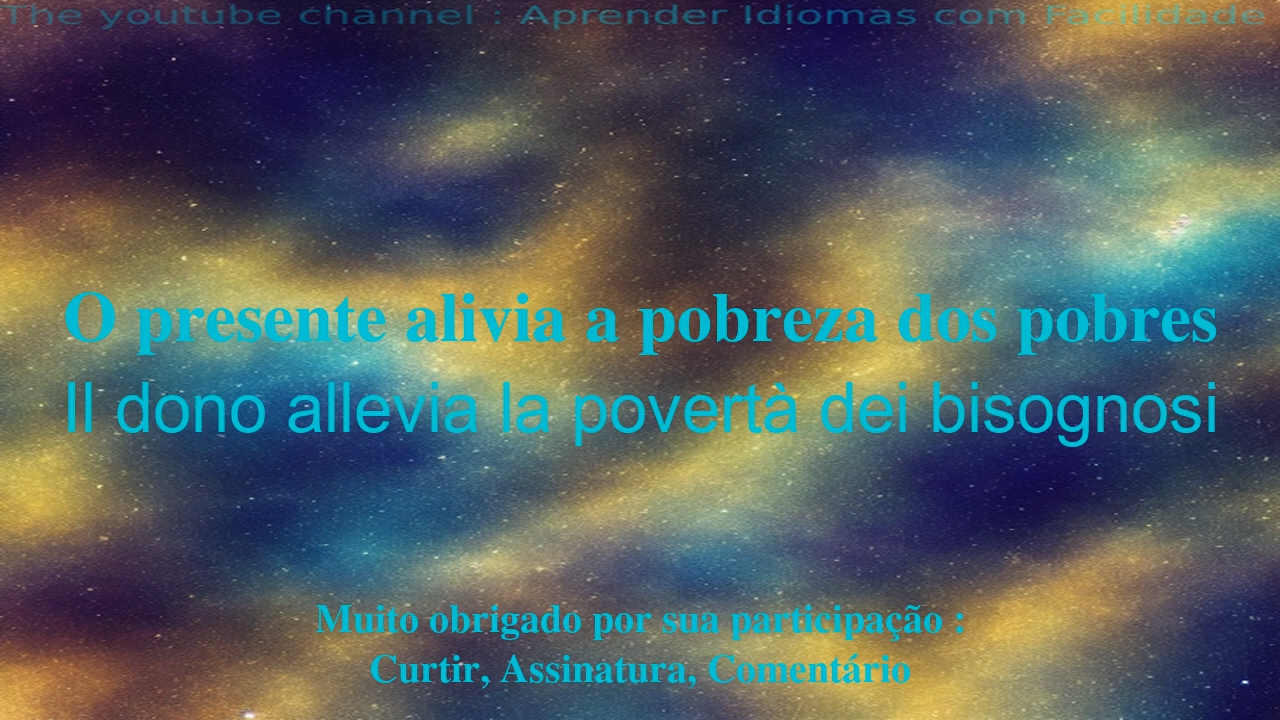 The youtube channel : Aprender Idiomas com Facilidade
O presente alivia a pobreza dos pobres
Il dono allevia la povertà dei bisognosi
Muito obrigado por sua participação :
Curtir, Assinatura, Comentário